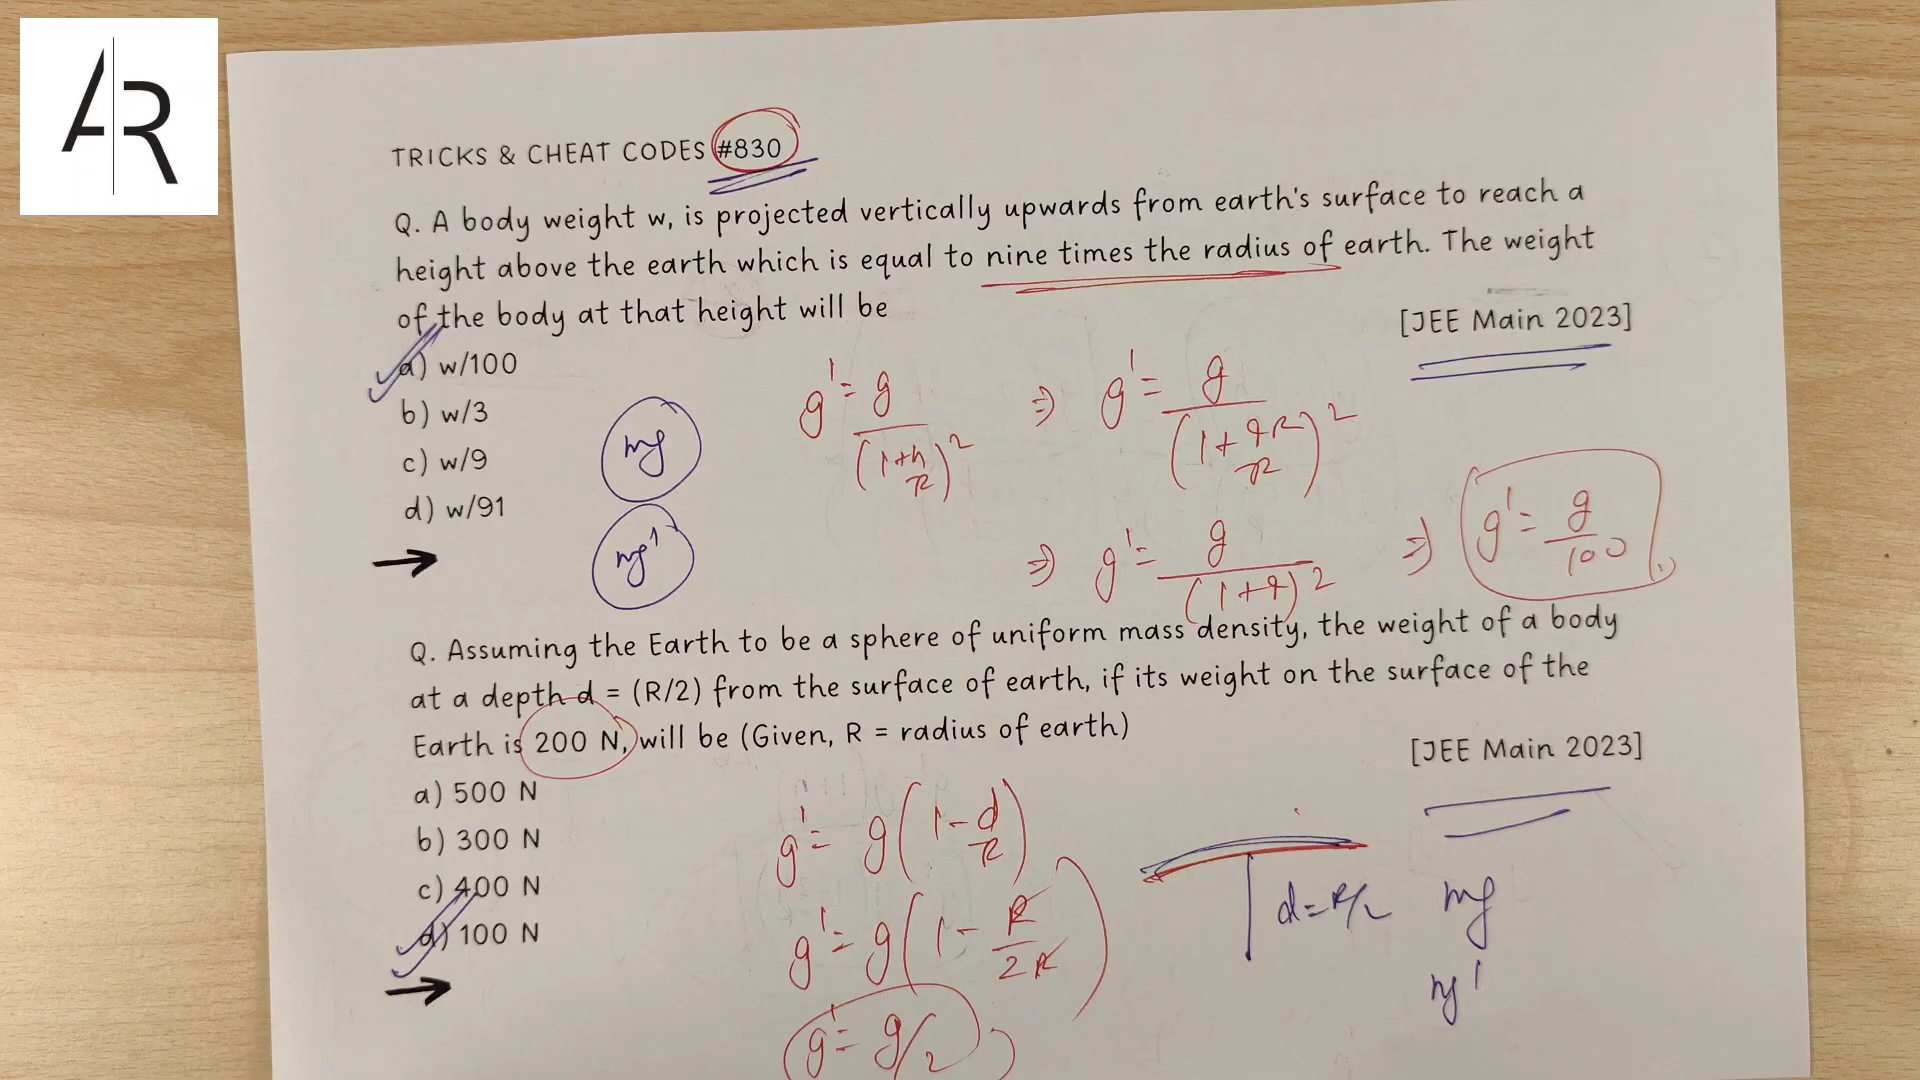 AR
TRICKS & CHEAT CODES #830
Q. A body weight w, is projected vertically upwards from earth's surface to reach a
height above the earth which is equal to nine times the radius of earth. The weight
of the body at that height will be
[JEE Main 2023]
a) w/100
b) w/3
c) w/9
d) w/91
mg
mg'
g' = g/(1+h/R)²
⇒ g' = g/(1+9R/R)²
⇒ g' = g/(1+9)²
⇒ g' = g/100
Q. Assuming the Earth to be a sphere of uniform mass density, the weight of a body
at a depth d = (R/2) from the surface of earth, if its weight on the surface of the
Earth is 200 N, will be (Given, R = radius of earth)
[JEE Main 2023]
a) 500 N
b) 300 N
c) 400 N
d) 100 N
g' = g(1-d/R)
g' = g(1-R/2R)
g' = g/2
d=R/2
mg
mg'